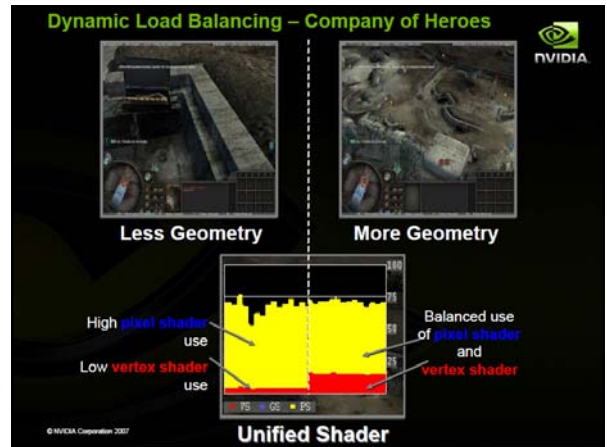 Dynamic Load Balancing – Company of Heroes
NVIDIA
Less Geometry
More Geometry
100
75
50
25
High pixel shader
use
Low vertex shader
use
Balanced use
of pixel shader
and
vertex shader
VS GS PS
© NVIDIA Corporation 2007
Unified Shader